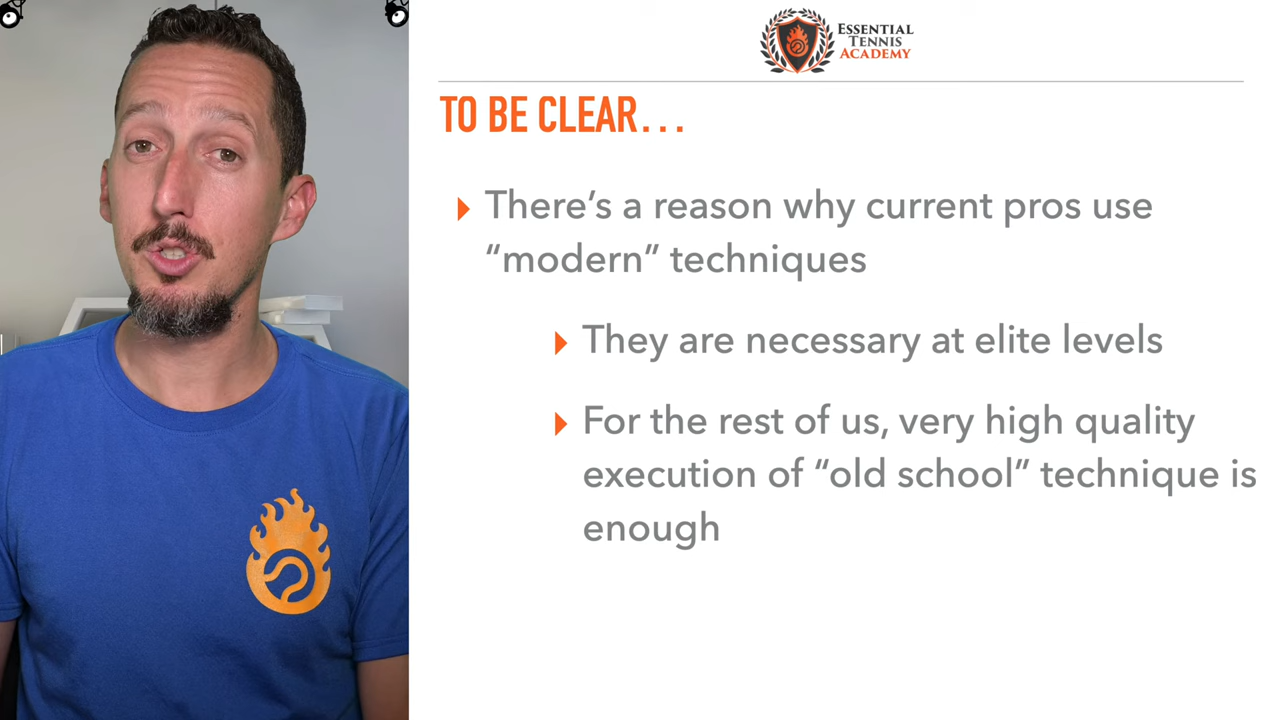 ESSENTIAL
TENNIS
ACADEMY
TO BE CLEAR...
There’s a reason why current pros use
“modern” techniques
They are necessary at elite levels
For the rest of us, very high quality
execution of “old school” technique is
enough